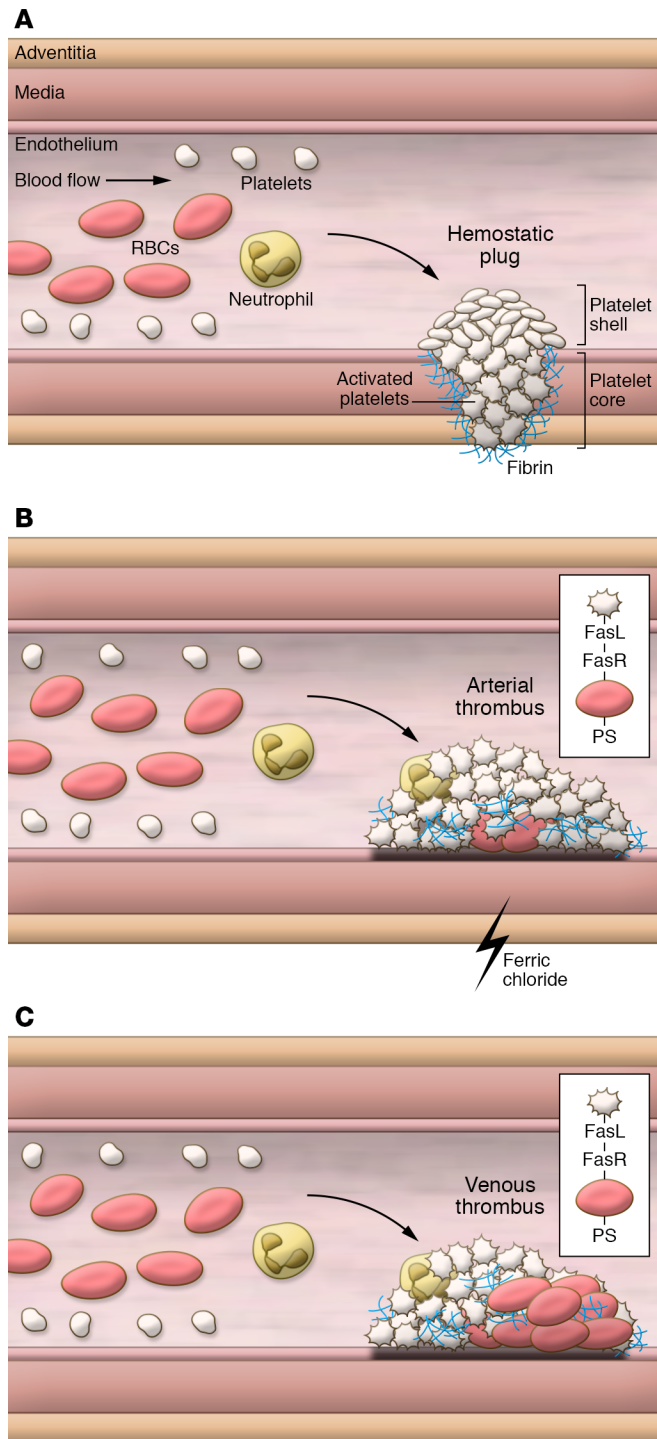 A
Adventitia
Media
Endothelium
Blood flow
Platelets
RBCs
Neutrophil
Hemostatic
plug
Platelet
shell
Activated
platelets
Platelet
core
Fibrin
B
FasL
FasR
PS
Arterial
thrombus
Ferric
chloride
C
FasL
FasR
PS
Venous
thrombus